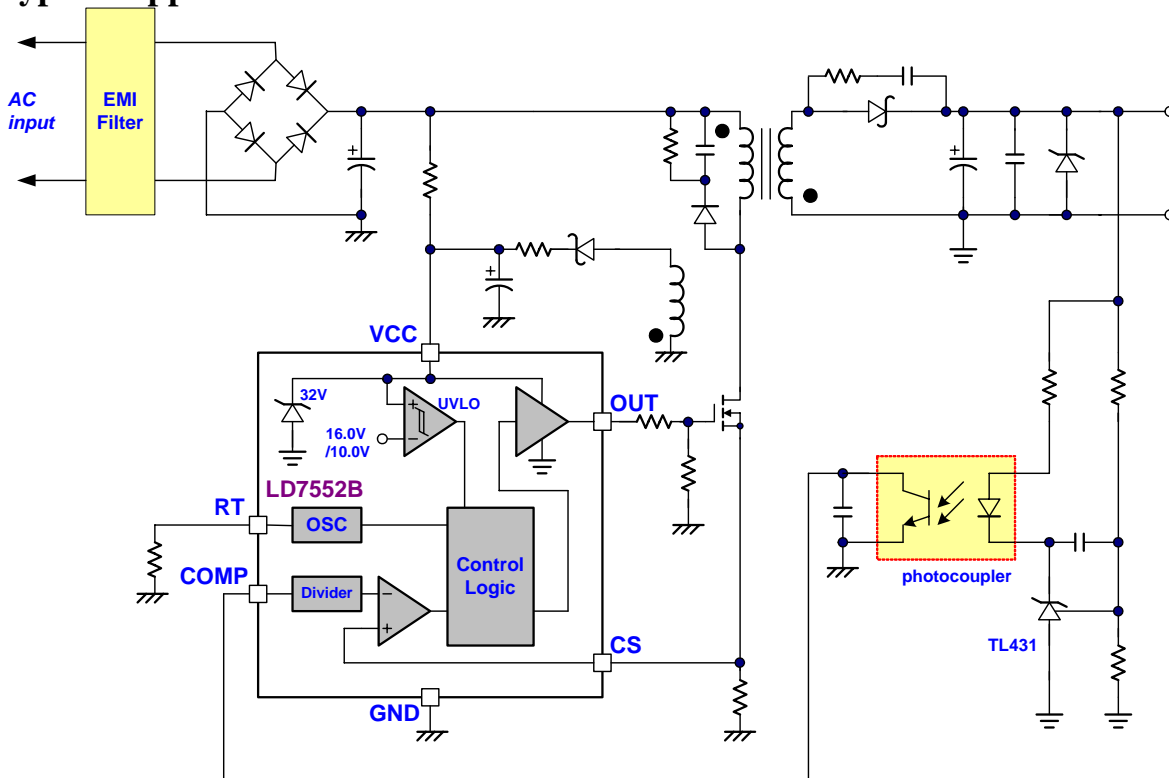 AC
input
EMI
Filter
+
+
+
VCC
32V
UVLO
+
−
16.0V
/10.0V
OUT
LD7552B
RT
OSC
COMP
Divider
−
+
Control
Logic
CS
GND
photocoupler
TL431